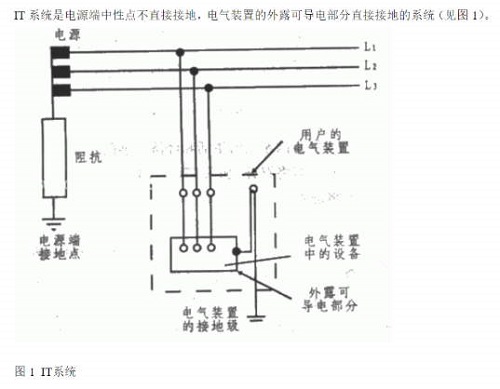 IT 系统是电源端中性点不直接接地，电气装置的外露可导电部分直接接地的系统（见图 1）。
电源
L1
L2
L3
阻抗
用户的
电气装置
电源端
接地点
电气装置
中的设备
外露可
导电部分
电气装置
的接地级
图 1  IT系统